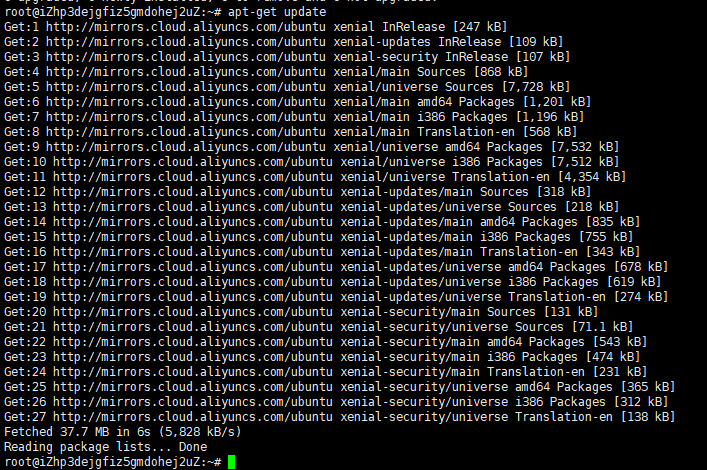 root@iZhp3dejgfiz5gmdohej2uZ:~# apt-get update
Get:1 http://mirrors.cloud.aliyuncs.com/ubuntu xenial InRelease [247 kB]
Get:2 http://mirrors.cloud.aliyuncs.com/ubuntu xenial-updates InRelease [109 kB]
Get:3 http://mirrors.cloud.aliyuncs.com/ubuntu xenial-security InRelease [107 kB]
Get:4 http://mirrors.cloud.aliyuncs.com/ubuntu xenial/main Sources [868 kB]
Get:5 http://mirrors.cloud.aliyuncs.com/ubuntu xenial/universe Sources [7,728 kB]
Get:6 http://mirrors.cloud.aliyuncs.com/ubuntu xenial/main amd64 Packages [1,201 kB]
Get:7 http://mirrors.cloud.aliyuncs.com/ubuntu xenial/main i386 Packages [1,196 kB]
Get:8 http://mirrors.cloud.aliyuncs.com/ubuntu xenial/main Translation-en [568 kB]
Get:9 http://mirrors.cloud.aliyuncs.com/ubuntu xenial/universe amd64 Packages [7,532 kB]
Get:10 http://mirrors.cloud.aliyuncs.com/ubuntu xenial/universe i386 Packages [7,512 kB]
Get:11 http://mirrors.cloud.aliyuncs.com/ubuntu xenial/universe Translation-en [4,354 kB]
Get:12 http://mirrors.cloud.aliyuncs.com/ubuntu xenial-updates/main Sources [318 kB]
Get:13 http://mirrors.cloud.aliyuncs.com/ubuntu xenial-updates/universe Sources [218 kB]
Get:14 http://mirrors.cloud.aliyuncs.com/ubuntu xenial-updates/main amd64 Packages [835 kB]
Get:15 http://mirrors.cloud.aliyuncs.com/ubuntu xenial-updates/main i386 Packages [755 kB]
Get:16 http://mirrors.cloud.aliyuncs.com/ubuntu xenial-updates/main Translation-en [343 kB]
Get:17 http://mirrors.cloud.aliyuncs.com/ubuntu xenial-updates/universe amd64 Packages [678 kB]
Get:18 http://mirrors.cloud.aliyuncs.com/ubuntu xenial-updates/universe i386 Packages [619 kB]
Get:19 http://mirrors.cloud.aliyuncs.com/ubuntu xenial-updates/universe Translation-en [274 kB]
Get:20 http://mirrors.cloud.aliyuncs.com/ubuntu xenial-security/main Sources [131 kB]
Get:21 http://mirrors.cloud.aliyuncs.com/ubuntu xenial-security/universe Sources [71.1 kB]
Get:22 http://mirrors.cloud.aliyuncs.com/ubuntu xenial-security/main amd64 Packages [543 kB]
Get:23 http://mirrors.cloud.aliyuncs.com/ubuntu xenial-security/main i386 Packages [474 kB]
Get:24 http://mirrors.cloud.aliyuncs.com/ubuntu xenial-security/main Translation-en [231 kB]
Get:25 http://mirrors.cloud.aliyuncs.com/ubuntu xenial-security/universe amd64 Packages [365 kB]
Get:26 http://mirrors.cloud.aliyuncs.com/ubuntu xenial-security/universe i386 Packages [312 kB]
Get:27 http://mirrors.cloud.aliyuncs.com/ubuntu xenial-security/universe Translation-en [138 kB]
Fetched 37.7 MB in 6s (5,828 kB/s)
Reading package lists... Done
root@iZhp3dejgfiz5gmdohej2uZ:~#